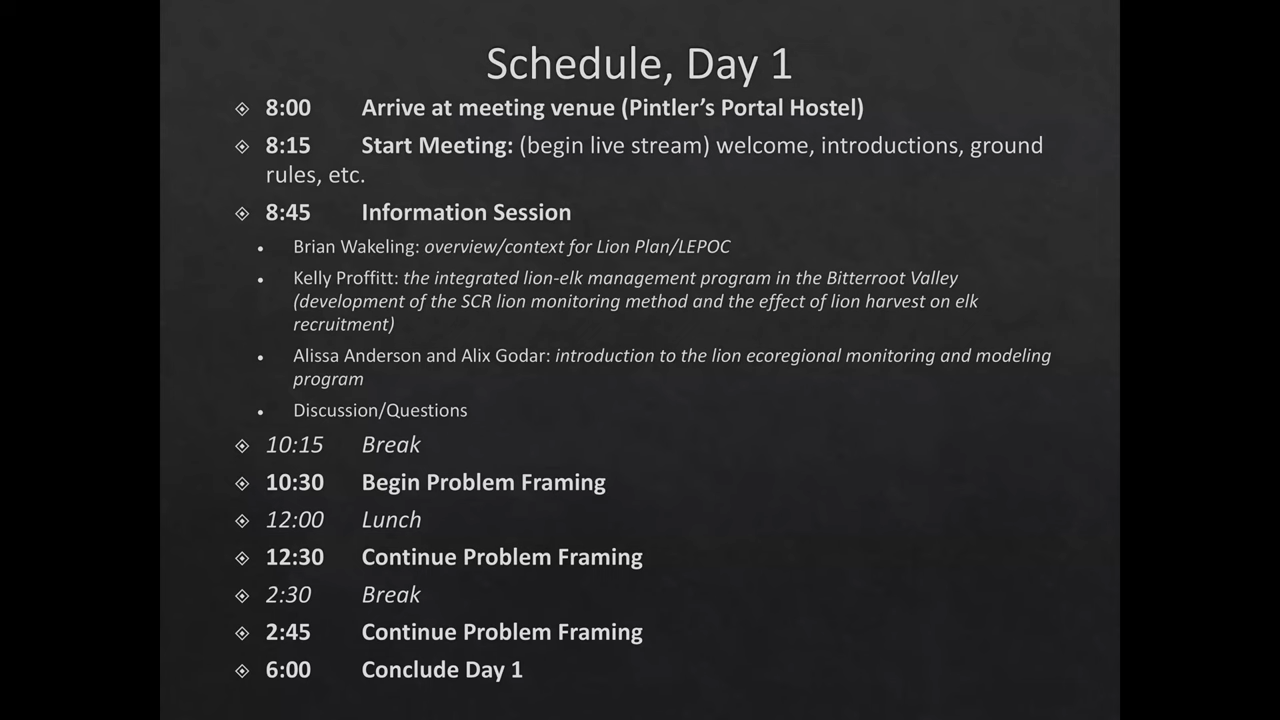 Schedule, Day 1
8:00 Arrive at meeting venue (Pintler's Portal Hostel)
8:15 Start Meeting: (begin live stream) welcome, introductions, ground
rules, etc.
8:45 Information Session
Brian Wakeling: overview/context for Lion Plan/LEPOC
Kelly Proffitt: the integrated lion-elk management program in the Bitterroot Valley
(development of the SCR lion monitoring method and the effect of lion harvest on elk
recruitment)
Alissa Anderson and Alix Godar: introduction to the lion ecoregional monitoring and modeling
program
Discussion/Questions
10:15 Break
10:30 Begin Problem Framing
12:00 Lunch
12:30 Continue Problem Framing
2:30 Break
2:45 Continue Problem Framing
6:00 Conclude Day 1